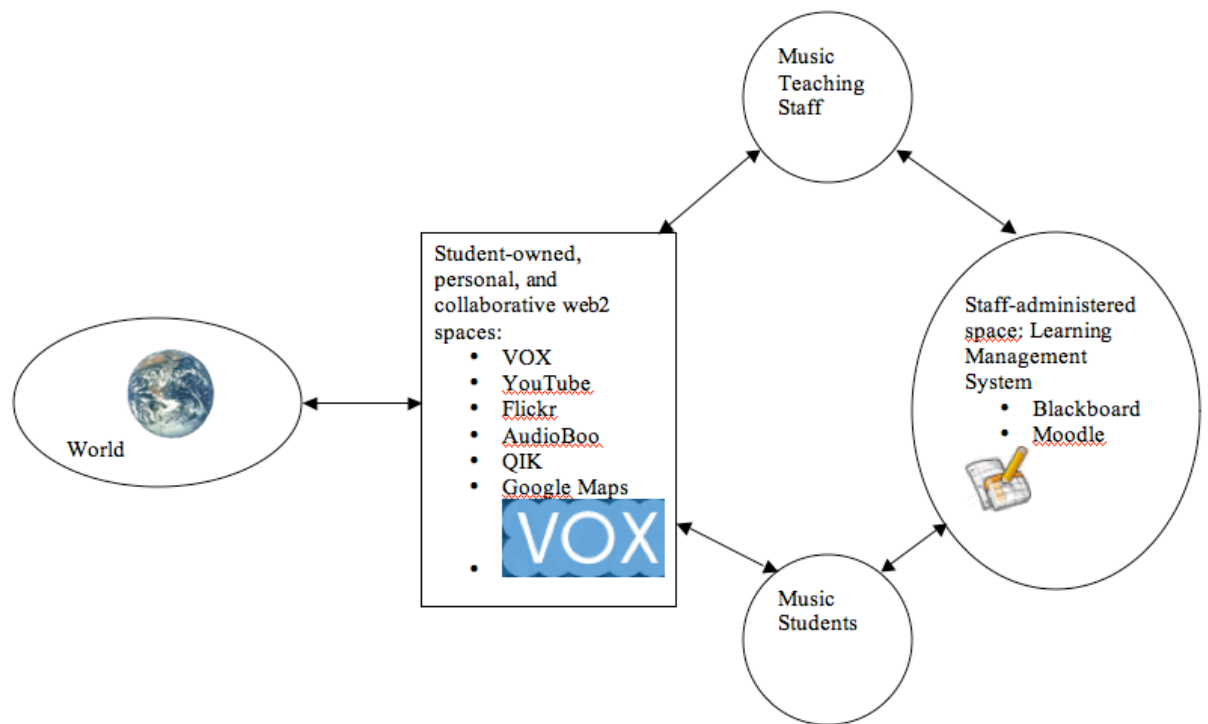 Music
Teaching
Staff
Student-owned,
personal, and
collaborative web2
spaces:
• VOX
• YouTube
• Flickr
• AudioBoo
• QIK
• Google Maps
• VOX
World
Staff-administered
space: Learning
Management
System
• Blackboard
• Moodle
Music
Students